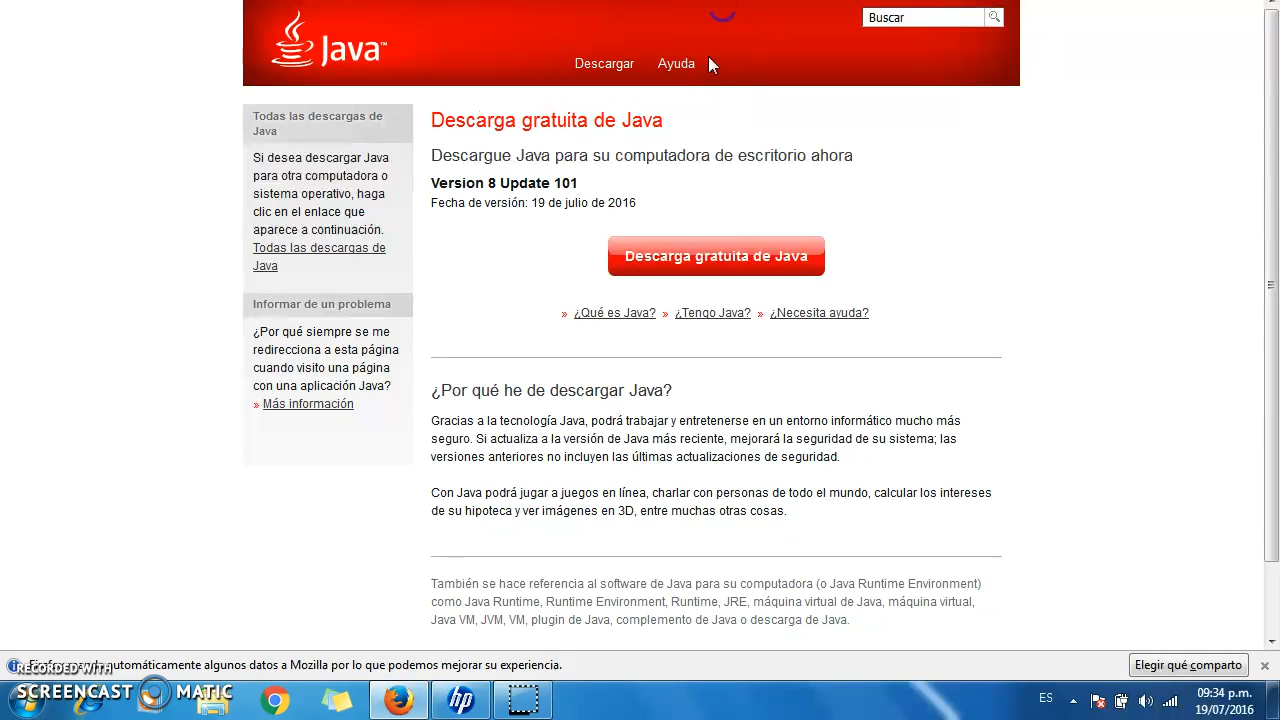 Java™
Buscar
Descargar
Ayuda
Todas las descargas de
Java
Si desea descargar Java
para otra computadora o
sistema operativo, haga
clic en el enlace que
aparece a continuación.
Todas las descargas de
Java
Informar de un problema
¿Por qué siempre se me
redirecciona a esta página
cuando visito una página
con una aplicación Java?
» Más información
Descarga gratuita de Java
Descargue Java para su computadora de escritorio ahora
Version 8 Update 101
Fecha de versión: 19 de julio de 2016
Descarga gratuita de Java
» ¿Qué es Java? » ¿Tengo Java? » ¿Necesita ayuda?
¿Por qué he de descargar Java?
Gracias a la tecnología Java, podrá trabajar y entretenerse en un entorno informático mucho más
seguro. Si actualiza a la versión de Java más reciente, mejorará la seguridad de su sistema; las
versiones anteriores no incluyen las últimas actualizaciones de seguridad.
Con Java podrá jugar a juegos en línea, charlar con personas de todo el mundo, calcular los intereses
de su hipoteca y ver imágenes en 3D, entre muchas otras cosas.
También se hace referencia al software de Java para su computadora (o Java Runtime Environment)
como Java Runtime, Runtime Environment, Runtime, JRE, máquina virtual de Java, máquina virtual,
Java VM, JVM, VM, plugin de Java, complemento de Java o descarga de Java.
automáticamente algunos datos a Mozilla por lo que podemos mejorar su experiencia.
Elegir qué comparto
RECORDED WITH
SCREENCAST MATIC
hp
ES
09:34 p.m.
19/07/2016